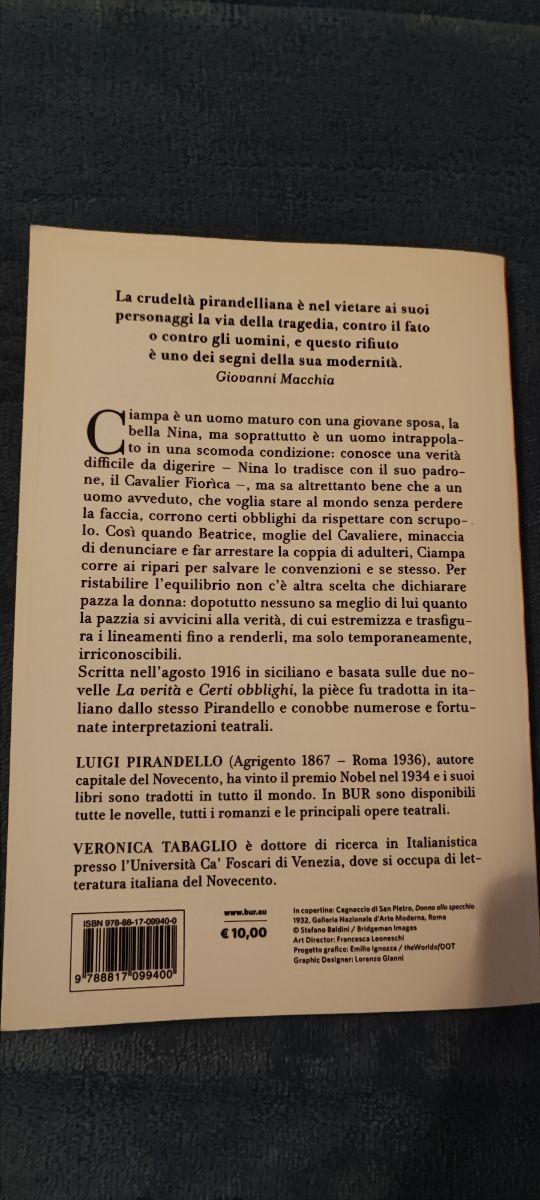 La crudeltà pirandelliana è nel vietare ai suoi
personaggi la via della tragedia, contro il fato
o contro gli uomini, e questo rifiuto
è uno dei segni della sua modernità.
Giovanni Macchia
Ciampa è un uomo maturo con una giovane sposa, la
bella Nina, ma soprattutto è un uomo intrappola-
to in una scomoda condizione: conosce una verità
difficile da digerire – Nina lo tradisce con il suo padro-
ne, il Cavalier Fiorìca –, ma sa altrettanto bene che a un
uomo avveduto, che voglia stare al mondo senza perdere
la faccia, corrono certi obblighi da rispettare con scrupo-
lo. Così quando Beatrice, moglie del Cavaliere, minaccia
di denunciare e far arrestare la coppia di adulteri, Ciampa
corre ai ripari per salvare le convenzioni e se stesso. Per
ristabilire l'equilibrio non c'è altra scelta che dichiarare
pazza la donna: dopotutto nessuno sa meglio di lui quanto
la pazzia si avvicini alla verità, di cui estremizza e trasfigu-
ra i lineamenti fino a renderli, ma solo temporaneamente,
irriconoscibili.
Scritta nell'agosto 1916 in siciliano e basata sulle due no-
velle La verità e Certi obblighi, la pièce fu tradotta in ita-
liano dallo stesso Pirandello e conobbe numerose e fortu-
nate interpretazioni teatrali.
LUIGI PIRANDELLO (Agrigento 1867 – Roma 1936), autore
capitale del Novecento, ha vinto il premio Nobel nel 1934 e i suoi
libri sono tradotti in tutto il mondo. In BUR sono disponibili
tutte le novelle, tutti i romanzi e le principali opere teatrali.
VERONICA TABAGLIO è dottore di ricerca in Italianistica
presso l'Università Ca' Foscari di Venezia, dove si occupa di let-
teratura italiana del Novecento.
ISBN 978-88-17-09940-0
9 788817 099400
www.bur.eu
€ 10,00
In copertina: Cagnaccio di San Pietro, Donna allo specchio
1932, Galleria Nazionale d'Arte Moderna, Roma
© Stefano Baldini / Bridgeman Images
Art Director: Francesca Leoneschi
Progetto grafico: Emilio Ignozza / theWorldofDOT
Graphic Designer: Lorenzo Gianni